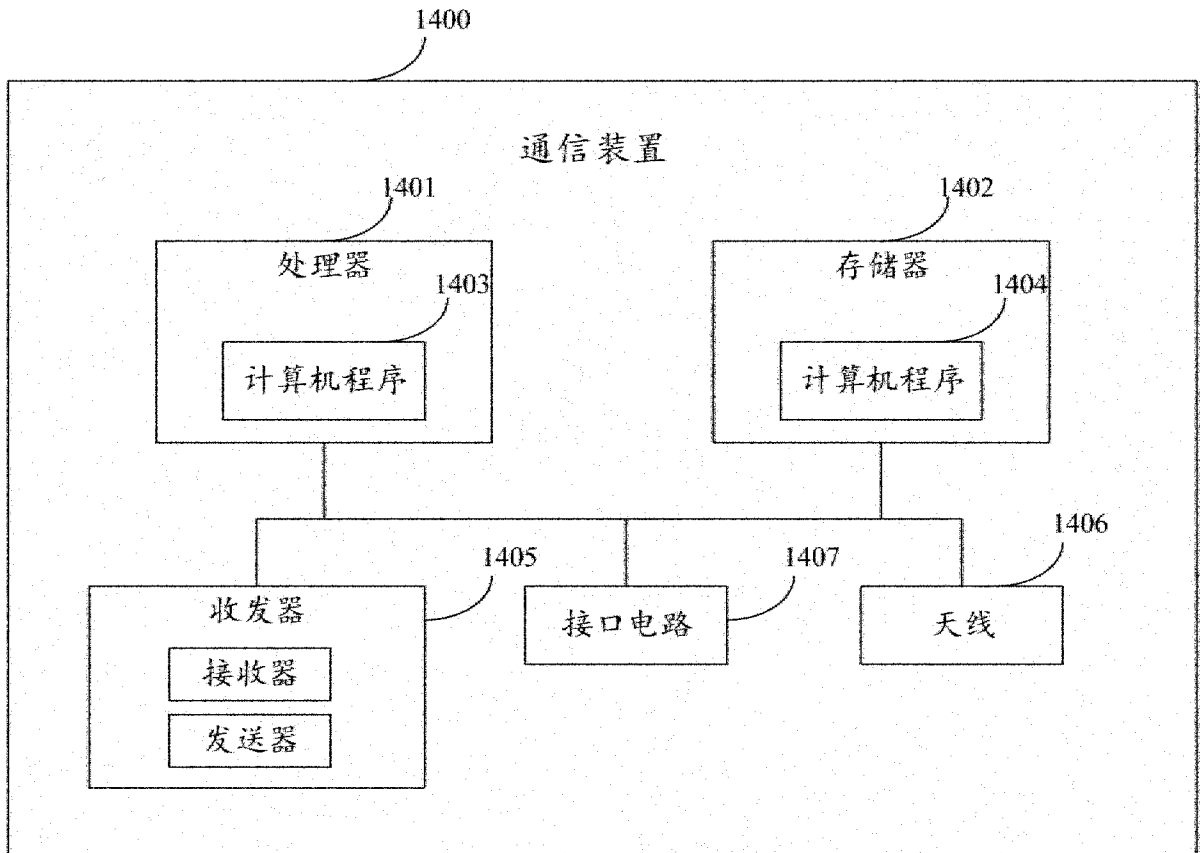 1400
通信装置
1401
1402
处理器
存储器
1403
1404
计算机程序
计算机程序
1405
1407
1406
收发器
接口电路
天线
接收器
发送器